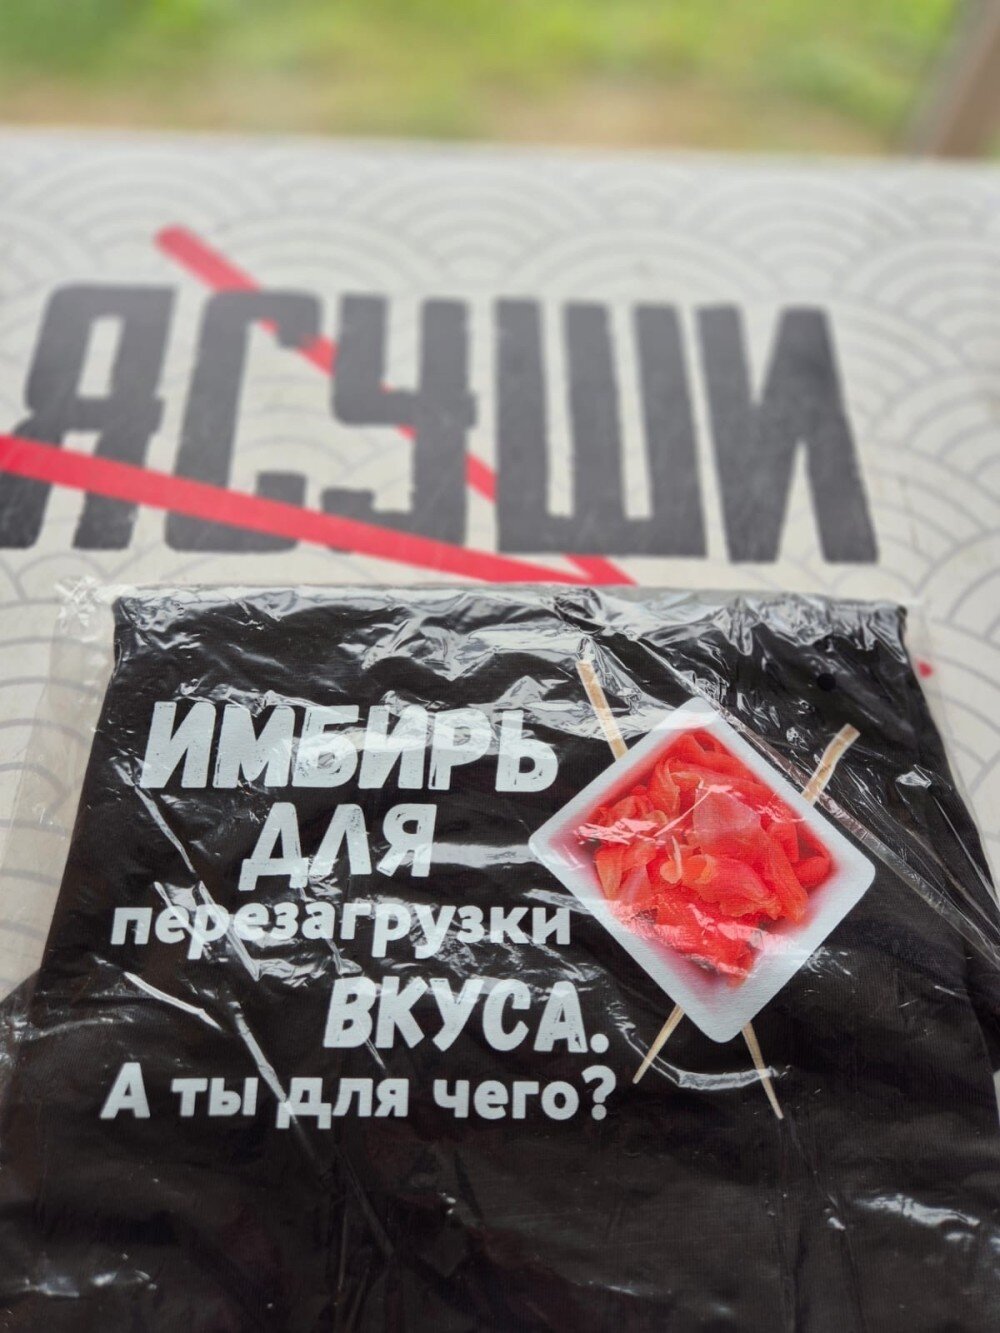 ЯСУШИ
ИМБИРЬ
ДЛЯ
перезагрузки
ВКУСА.
А ты для чего?